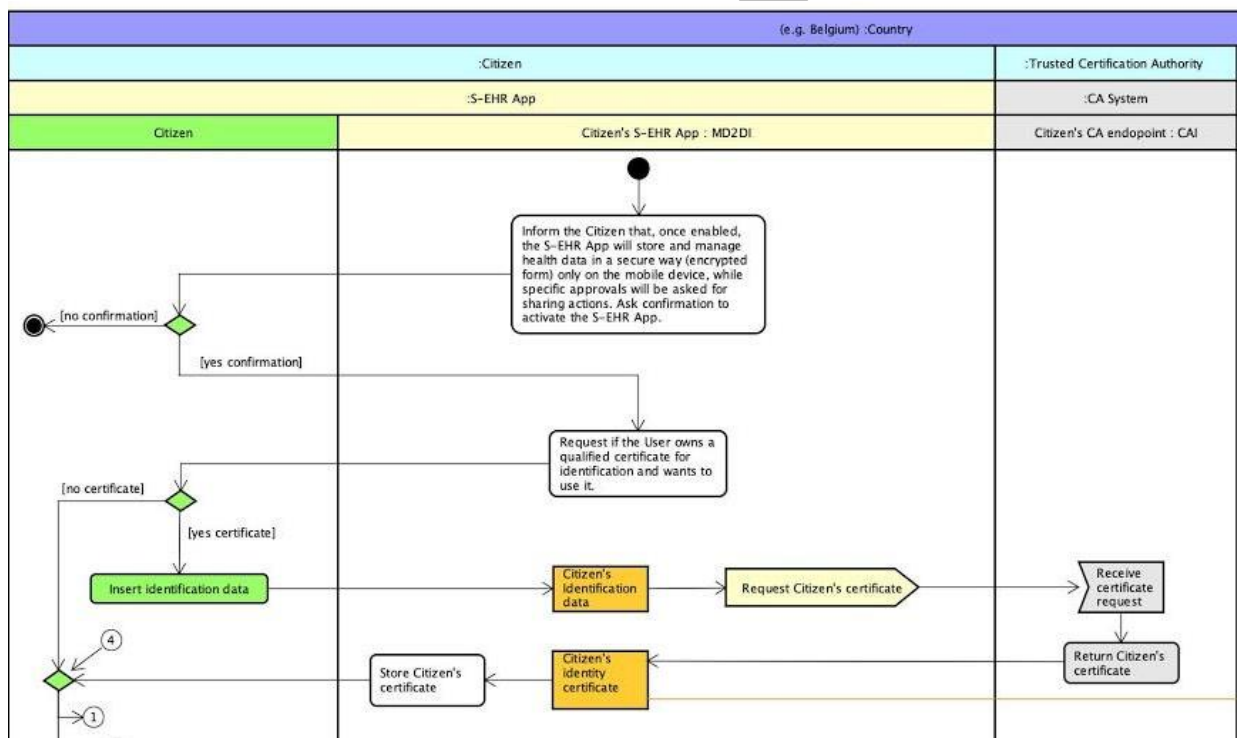 (e.g. Belgium) :Country
:Citizen
:Trusted Certification Authority
:S-EHR App
:CA System
Citizen
Citizen's S-EHR App : MD2DI
Citizen's CA endopoint : CAI
Inform the Citizen that, once enabled,
the S-EHR App will store and manage
health data in a secure way (encrypted
form) only on the mobile device, while
specific approvals will be asked for
sharing actions. Ask confirmation to
activate the S-EHR App.
[no confirmation]
[yes confirmation]
Request if the User owns a
qualified certificate for
identification and wants to
use it.
[no certificate]
[yes certificate]
Insert identification data
Citizen's
Identification
data
Request Citizen's certificate
Receive
certificate
request
4
Store Citizen's
certificate
Citizen's
identity
certificate
Return Citizen's
certificate
1